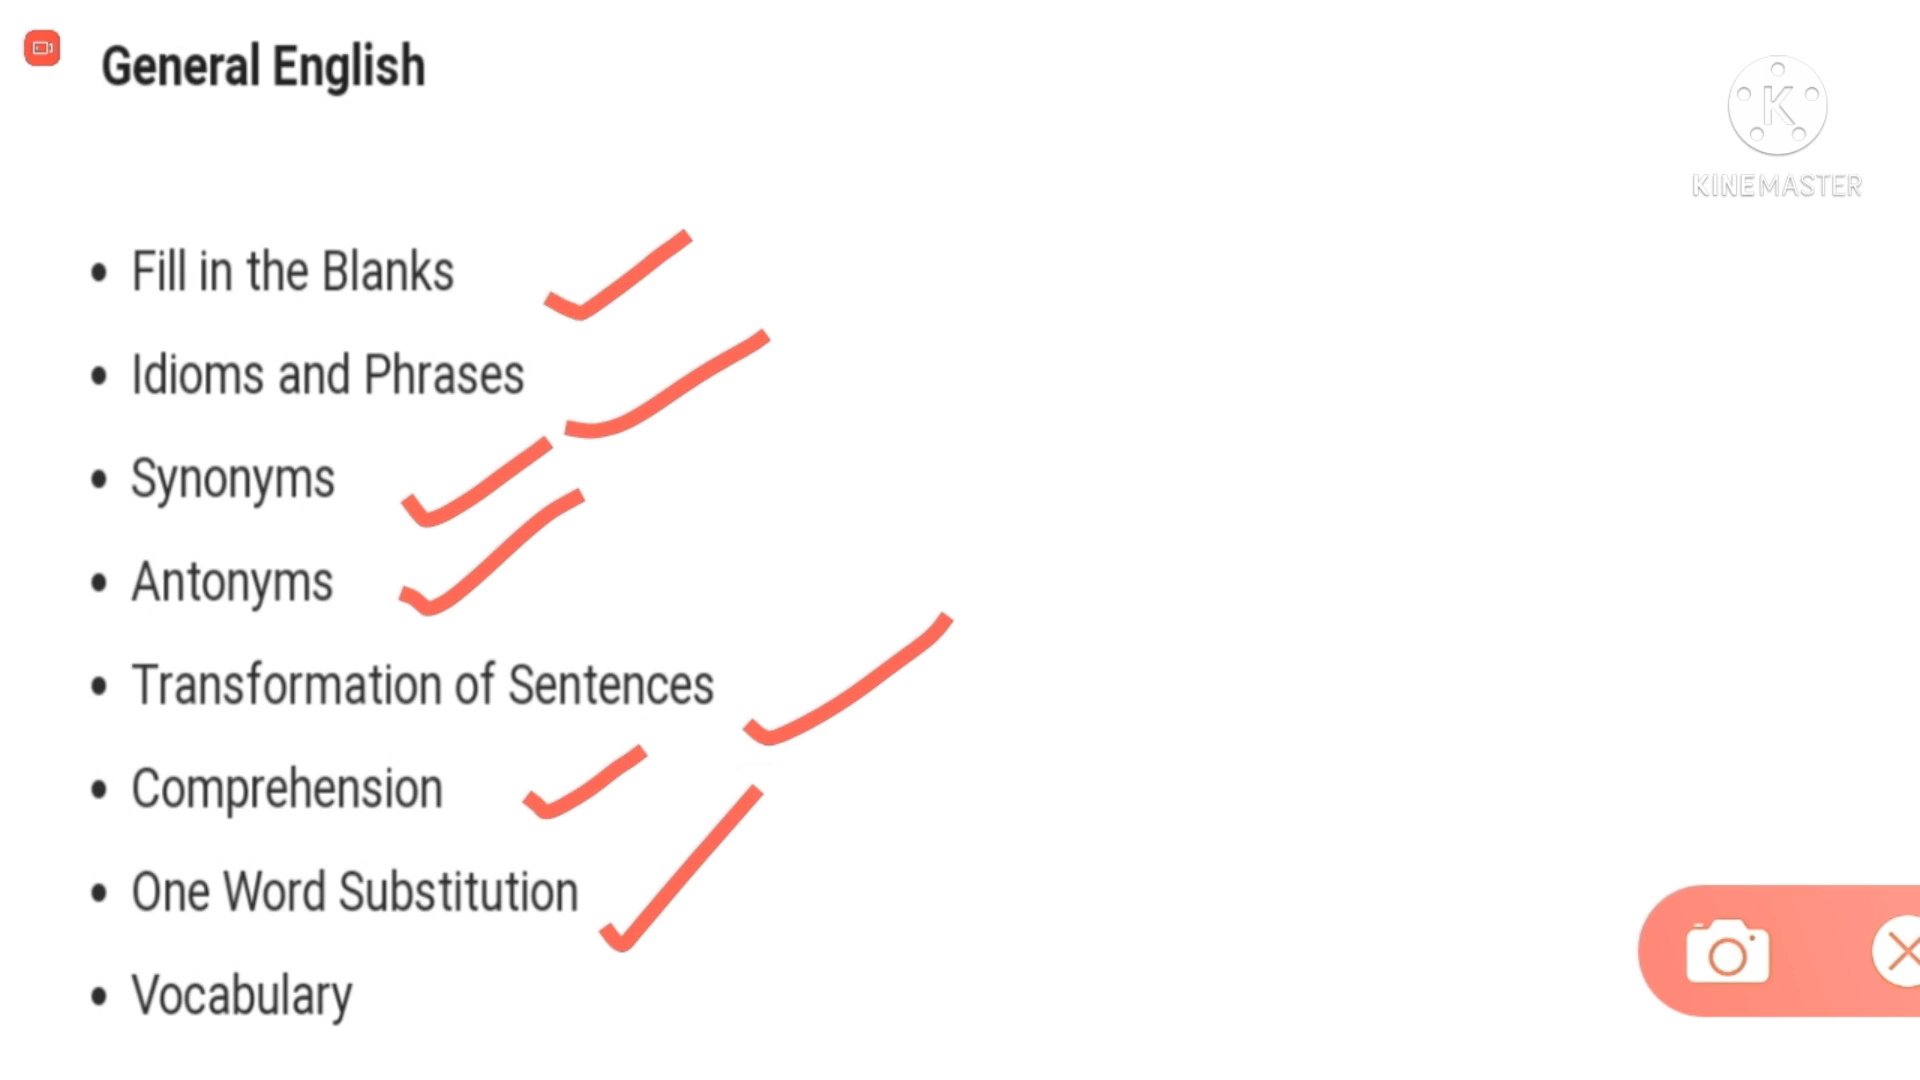 General English
KINEMASTER
• Fill in the Blanks
• Idioms and Phrases
• Synonyms
• Antonyms
• Transformation of Sentences
• Comprehension
• One Word Substitution
• Vocabulary